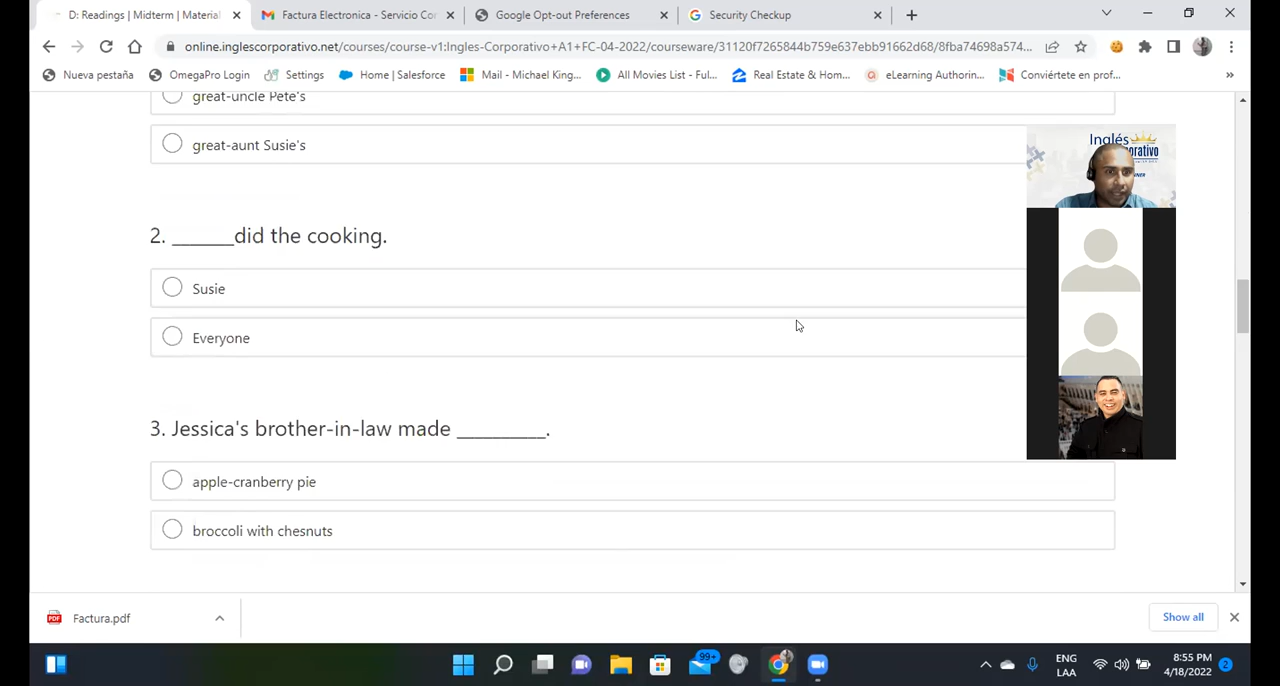 D: Readings | Midterm | Material
Factura Electronica - Servicio Cor
Google Opt-out Preferences
Security Checkup
online.inglescorporativo.net/courses/course-v1:Ingles-Corporativo+A1+FC-04-2022/courseware/31120f7265844b759e637ebb91662d68/8fba74698a574...
Nueva pestaña
OmegaPro Login
Settings
Home | Salesforce
Mail - Michael King...
All Movies List - Ful...
Real Estate & Hom...
eLearning Authorin...
Conviértete en prof...
»
great-uncle Pete's
great-aunt Susie's
Inglés
2. ______did the cooking.
Susie
Everyone
3. Jessica's brother-in-law made ________.
apple-cranberry pie
broccoli with chesnuts
Factura.pdf
Show all
99+
ENG
LAA
8:55 PM
4/18/2022
2